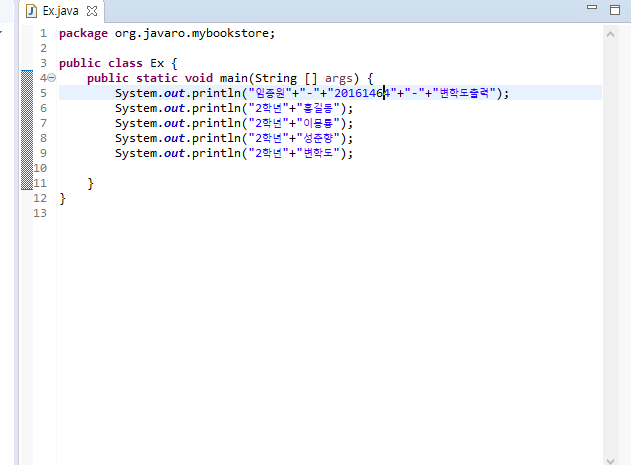 Ex.java
1 package org.javaro.mybookstore;
2
3 public class Ex {
4 public static void main(String [] args) {
5 System.out.println("임종원"+"-"+"20161464"+"-"+"변학도출력");
6 System.out.println("2학년"+"홍길동");
7 System.out.println("2학년"+"이몽룡");
8 System.out.println("2학년"+"성춘향");
9 System.out.println("2학년"+"변학도");
10
11 }
12 }
13